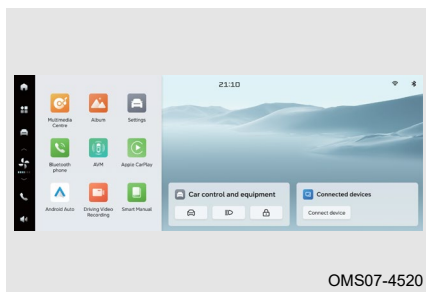 21:10
Multimedia
Centre
Album
Settings
Bluetooth
phone
AVM
Apple CarPlay
Android Auto
Driving Video
Recording
Smart Manual
Car control and equipment
Connected devices
Connect device
OMS07-4520